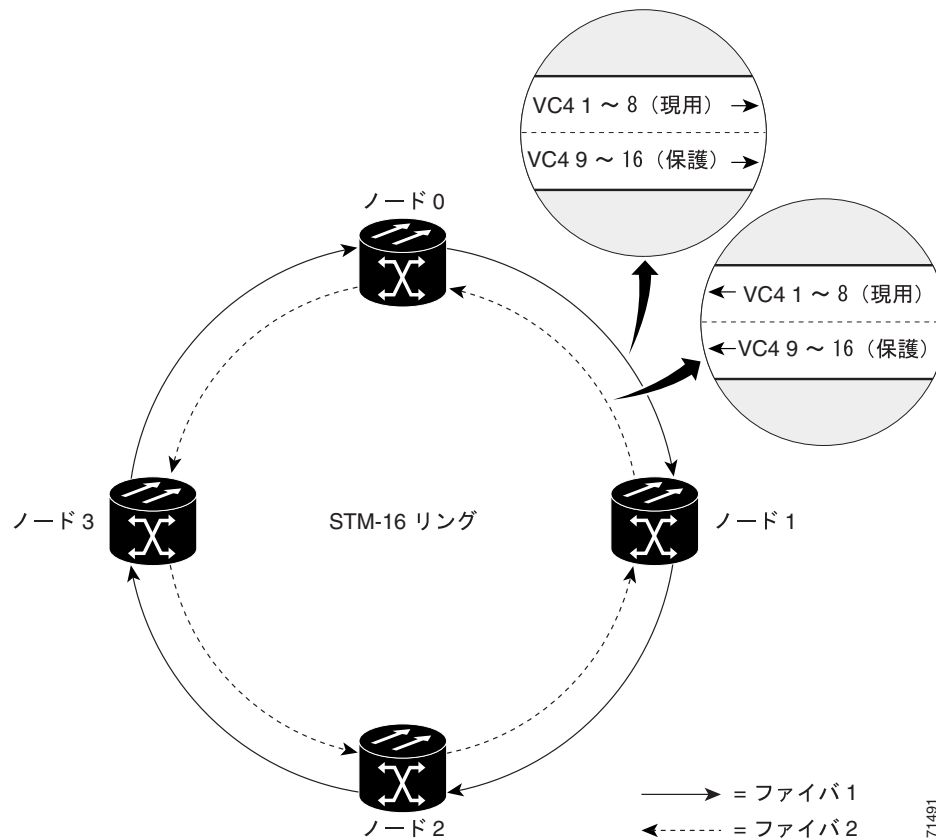 VC4 1 ~ 8（現用）
VC4 9 ~ 16（保護）
ノード 0
VC4 1 ~ 8（現用）
VC4 9 ~ 16（保護）
ノード 3
STM-16 リング
ノード 1
ノード 2
= ファイバ 1
= ファイバ 2
71491